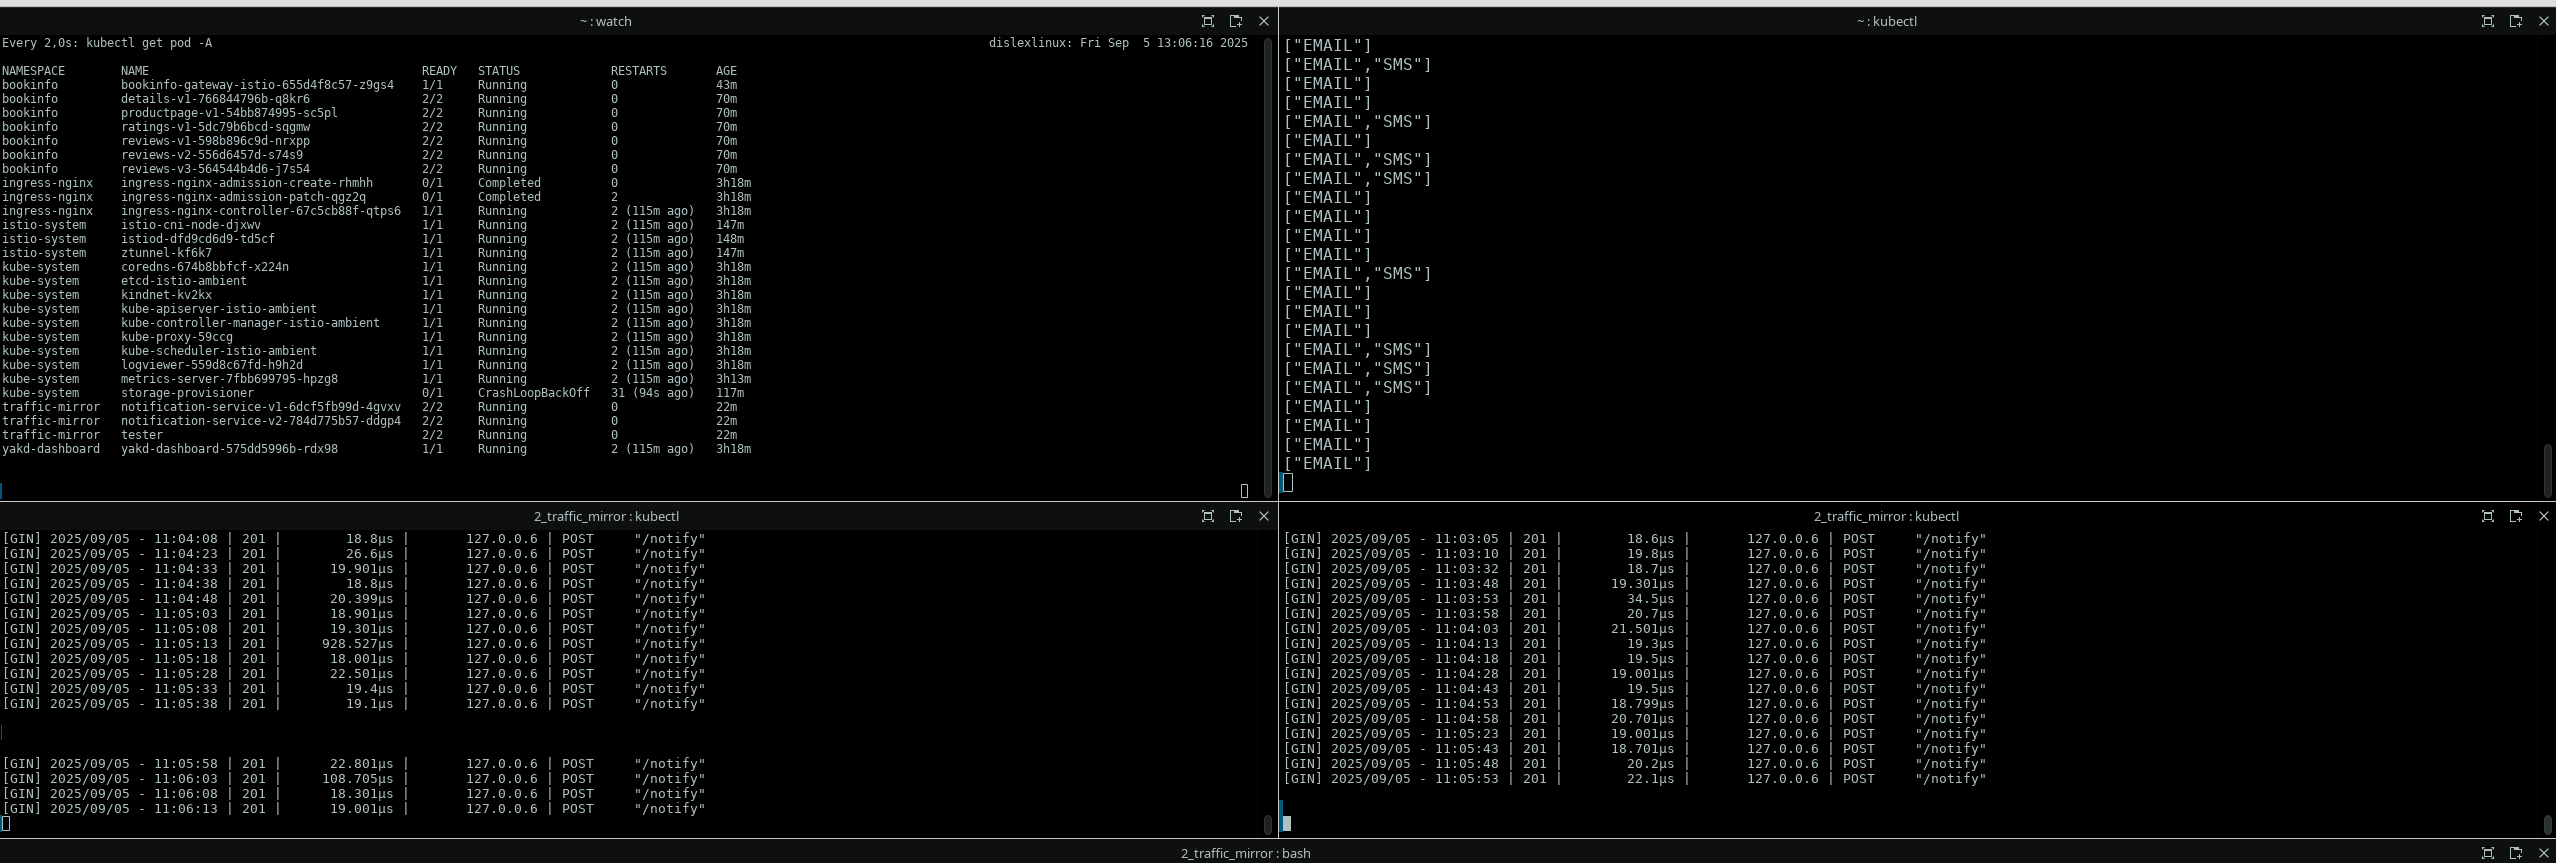 ~ : watch
Every 2,0s: kubectl get pod -A dislexlinux: Fri Sep 5 13:06:16 2025
NAMESPACE NAME READY STATUS RESTARTS AGE
bookinfo bookinfo-gateway-istio-655d4f8c57-z9gs4 1/1 Running 0 43m
bookinfo details-v1-766844796b-q8kr6 2/2 Running 0 70m
bookinfo productpage-v1-54bb874995-sc5pl 2/2 Running 0 70m
bookinfo ratings-v1-5dc79b6bcd-sqgmw 2/2 Running 0 70m
bookinfo reviews-v1-598b896c9d-nrxpp 2/2 Running 0 70m
bookinfo reviews-v2-556d6457d-s74s9 2/2 Running 0 70m
bookinfo reviews-v3-564544b4d6-j7s54 2/2 Running 0 70m
ingress-nginx ingress-nginx-admission-create-rhmhh 0/1 Completed 0 3h18m
ingress-nginx ingress-nginx-admission-patch-qgz2q 0/1 Completed 2 3h18m
ingress-nginx ingress-nginx-controller-67c5cb88f-qtps6 1/1 Running 2 (115m ago) 3h18m
istio-system istio-cni-node-djxwv 1/1 Running 2 (115m ago) 147m
istio-system istiod-dfd9cd6d9-td5cf 1/1 Running 2 (115m ago) 148m
istio-system ztunnel-kf6k7 1/1 Running 2 (115m ago) 147m
kube-system coredns-674b8bbfcf-x224n 1/1 Running 2 (115m ago) 3h18m
kube-system etcd-istio-ambient 1/1 Running 2 (115m ago) 3h18m
kube-system kindnet-kv2kx 1/1 Running 2 (115m ago) 3h18m
kube-system kube-apiserver-istio-ambient 1/1 Running 2 (115m ago) 3h18m
kube-system kube-controller-manager-istio-ambient 1/1 Running 2 (115m ago) 3h18m
kube-system kube-proxy-59ccg 1/1 Running 2 (115m ago) 3h18m
kube-system kube-scheduler-istio-ambient 1/1 Running 2 (115m ago) 3h18m
kube-system logviewer-559d8c67fd-h9h2d 1/1 Running 2 (115m ago) 3h18m
kube-system metrics-server-7fbb699795-hpzg8 1/1 Running 2 (115m ago) 3h13m
kube-system storage-provisioner 0/1 CrashLoopBackOff 31 (94s ago) 117m
traffic-mirror notification-service-v1-6dcf5fb99d-4gvxv 2/2 Running 0 22m
traffic-mirror notification-service-v2-784d775b57-ddgp4 2/2 Running 0 22m
traffic-mirror tester 2/2 Running 0 22m
yakd-dashboard yakd-dashboard-575dd5996b-rdx98 1/1 Running 2 (115m ago) 3h18m
~ : kubectl
["EMAIL"]
["EMAIL","SMS"]
["EMAIL"]
["EMAIL"]
["EMAIL","SMS"]
["EMAIL"]
["EMAIL","SMS"]
["EMAIL","SMS"]
["EMAIL"]
["EMAIL"]
["EMAIL"]
["EMAIL"]
["EMAIL","SMS"]
["EMAIL"]
["EMAIL"]
["EMAIL"]
["EMAIL","SMS"]
["EMAIL","SMS"]
["EMAIL","SMS"]
["EMAIL"]
["EMAIL"]
["EMAIL"]
["EMAIL"]
2_traffic_mirror : kubectl
[GIN] 2025/09/05 - 11:04:08 | 201 | 18.8µs | 127.0.0.6 | POST "/notify"
[GIN] 2025/09/05 - 11:04:23 | 201 | 26.6µs | 127.0.0.6 | POST "/notify"
[GIN] 2025/09/05 - 11:04:33 | 201 | 19.901µs | 127.0.0.6 | POST "/notify"
[GIN] 2025/09/05 - 11:04:38 | 201 | 18.8µs | 127.0.0.6 | POST "/notify"
[GIN] 2025/09/05 - 11:04:48 | 201 | 20.399µs | 127.0.0.6 | POST "/notify"
[GIN] 2025/09/05 - 11:05:03 | 201 | 18.901µs | 127.0.0.6 | POST "/notify"
[GIN] 2025/09/05 - 11:05:08 | 201 | 19.301µs | 127.0.0.6 | POST "/notify"
[GIN] 2025/09/05 - 11:05:13 | 201 | 928.527µs | 127.0.0.6 | POST "/notify"
[GIN] 2025/09/05 - 11:05:18 | 201 | 18.001µs | 127.0.0.6 | POST "/notify"
[GIN] 2025/09/05 - 11:05:28 | 201 | 22.501µs | 127.0.0.6 | POST "/notify"
[GIN] 2025/09/05 - 11:05:33 | 201 | 19.4µs | 127.0.0.6 | POST "/notify"
[GIN] 2025/09/05 - 11:05:38 | 201 | 19.1µs | 127.0.0.6 | POST "/notify"
[GIN] 2025/09/05 - 11:05:58 | 201 | 22.801µs | 127.0.0.6 | POST "/notify"
[GIN] 2025/09/05 - 11:06:03 | 201 | 108.705µs | 127.0.0.6 | POST "/notify"
[GIN] 2025/09/05 - 11:06:08 | 201 | 18.301µs | 127.0.0.6 | POST "/notify"
[GIN] 2025/09/05 - 11:06:13 | 201 | 19.001µs | 127.0.0.6 | POST "/notify"
2_traffic_mirror : kubectl
[GIN] 2025/09/05 - 11:03:05 | 201 | 18.6µs | 127.0.0.6 | POST "/notify"
[GIN] 2025/09/05 - 11:03:10 | 201 | 19.8µs | 127.0.0.6 | POST "/notify"
[GIN] 2025/09/05 - 11:03:32 | 201 | 18.7µs | 127.0.0.6 | POST "/notify"
[GIN] 2025/09/05 - 11:03:48 | 201 | 19.301µs | 127.0.0.6 | POST "/notify"
[GIN] 2025/09/05 - 11:03:53 | 201 | 34.5µs | 127.0.0.6 | POST "/notify"
[GIN] 2025/09/05 - 11:03:58 | 201 | 20.7µs | 127.0.0.6 | POST "/notify"
[GIN] 2025/09/05 - 11:04:03 | 201 | 21.501µs | 127.0.0.6 | POST "/notify"
[GIN] 2025/09/05 - 11:04:13 | 201 | 19.3µs | 127.0.0.6 | POST "/notify"
[GIN] 2025/09/05 - 11:04:18 | 201 | 19.5µs | 127.0.0.6 | POST "/notify"
[GIN] 2025/09/05 - 11:04:28 | 201 | 19.001µs | 127.0.0.6 | POST "/notify"
[GIN] 2025/09/05 - 11:04:43 | 201 | 19.5µs | 127.0.0.6 | POST "/notify"
[GIN] 2025/09/05 - 11:04:53 | 201 | 18.799µs | 127.0.0.6 | POST "/notify"
[GIN] 2025/09/05 - 11:04:58 | 201 | 20.701µs | 127.0.0.6 | POST "/notify"
[GIN] 2025/09/05 - 11:05:23 | 201 | 19.001µs | 127.0.0.6 | POST "/notify"
[GIN] 2025/09/05 - 11:05:43 | 201 | 18.701µs | 127.0.0.6 | POST "/notify"
[GIN] 2025/09/05 - 11:05:48 | 201 | 20.2µs | 127.0.0.6 | POST "/notify"
[GIN] 2025/09/05 - 11:05:53 | 201 | 22.1µs | 127.0.0.6 | POST "/notify"
2_traffic_mirror : bash